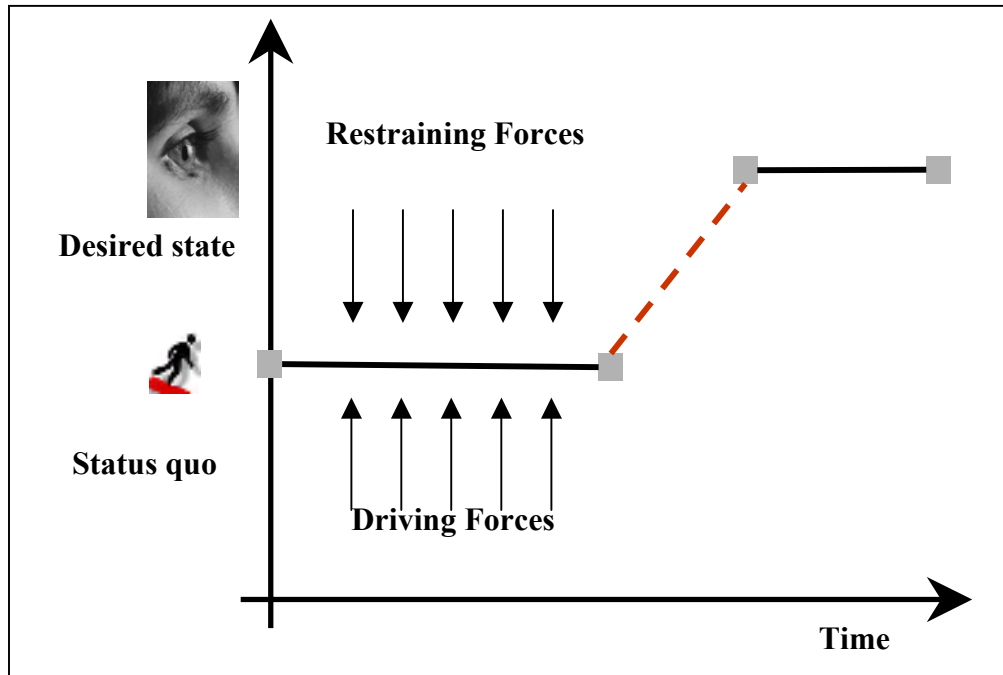 Restraining Forces
Desired state
Status quo
Driving Forces
Time